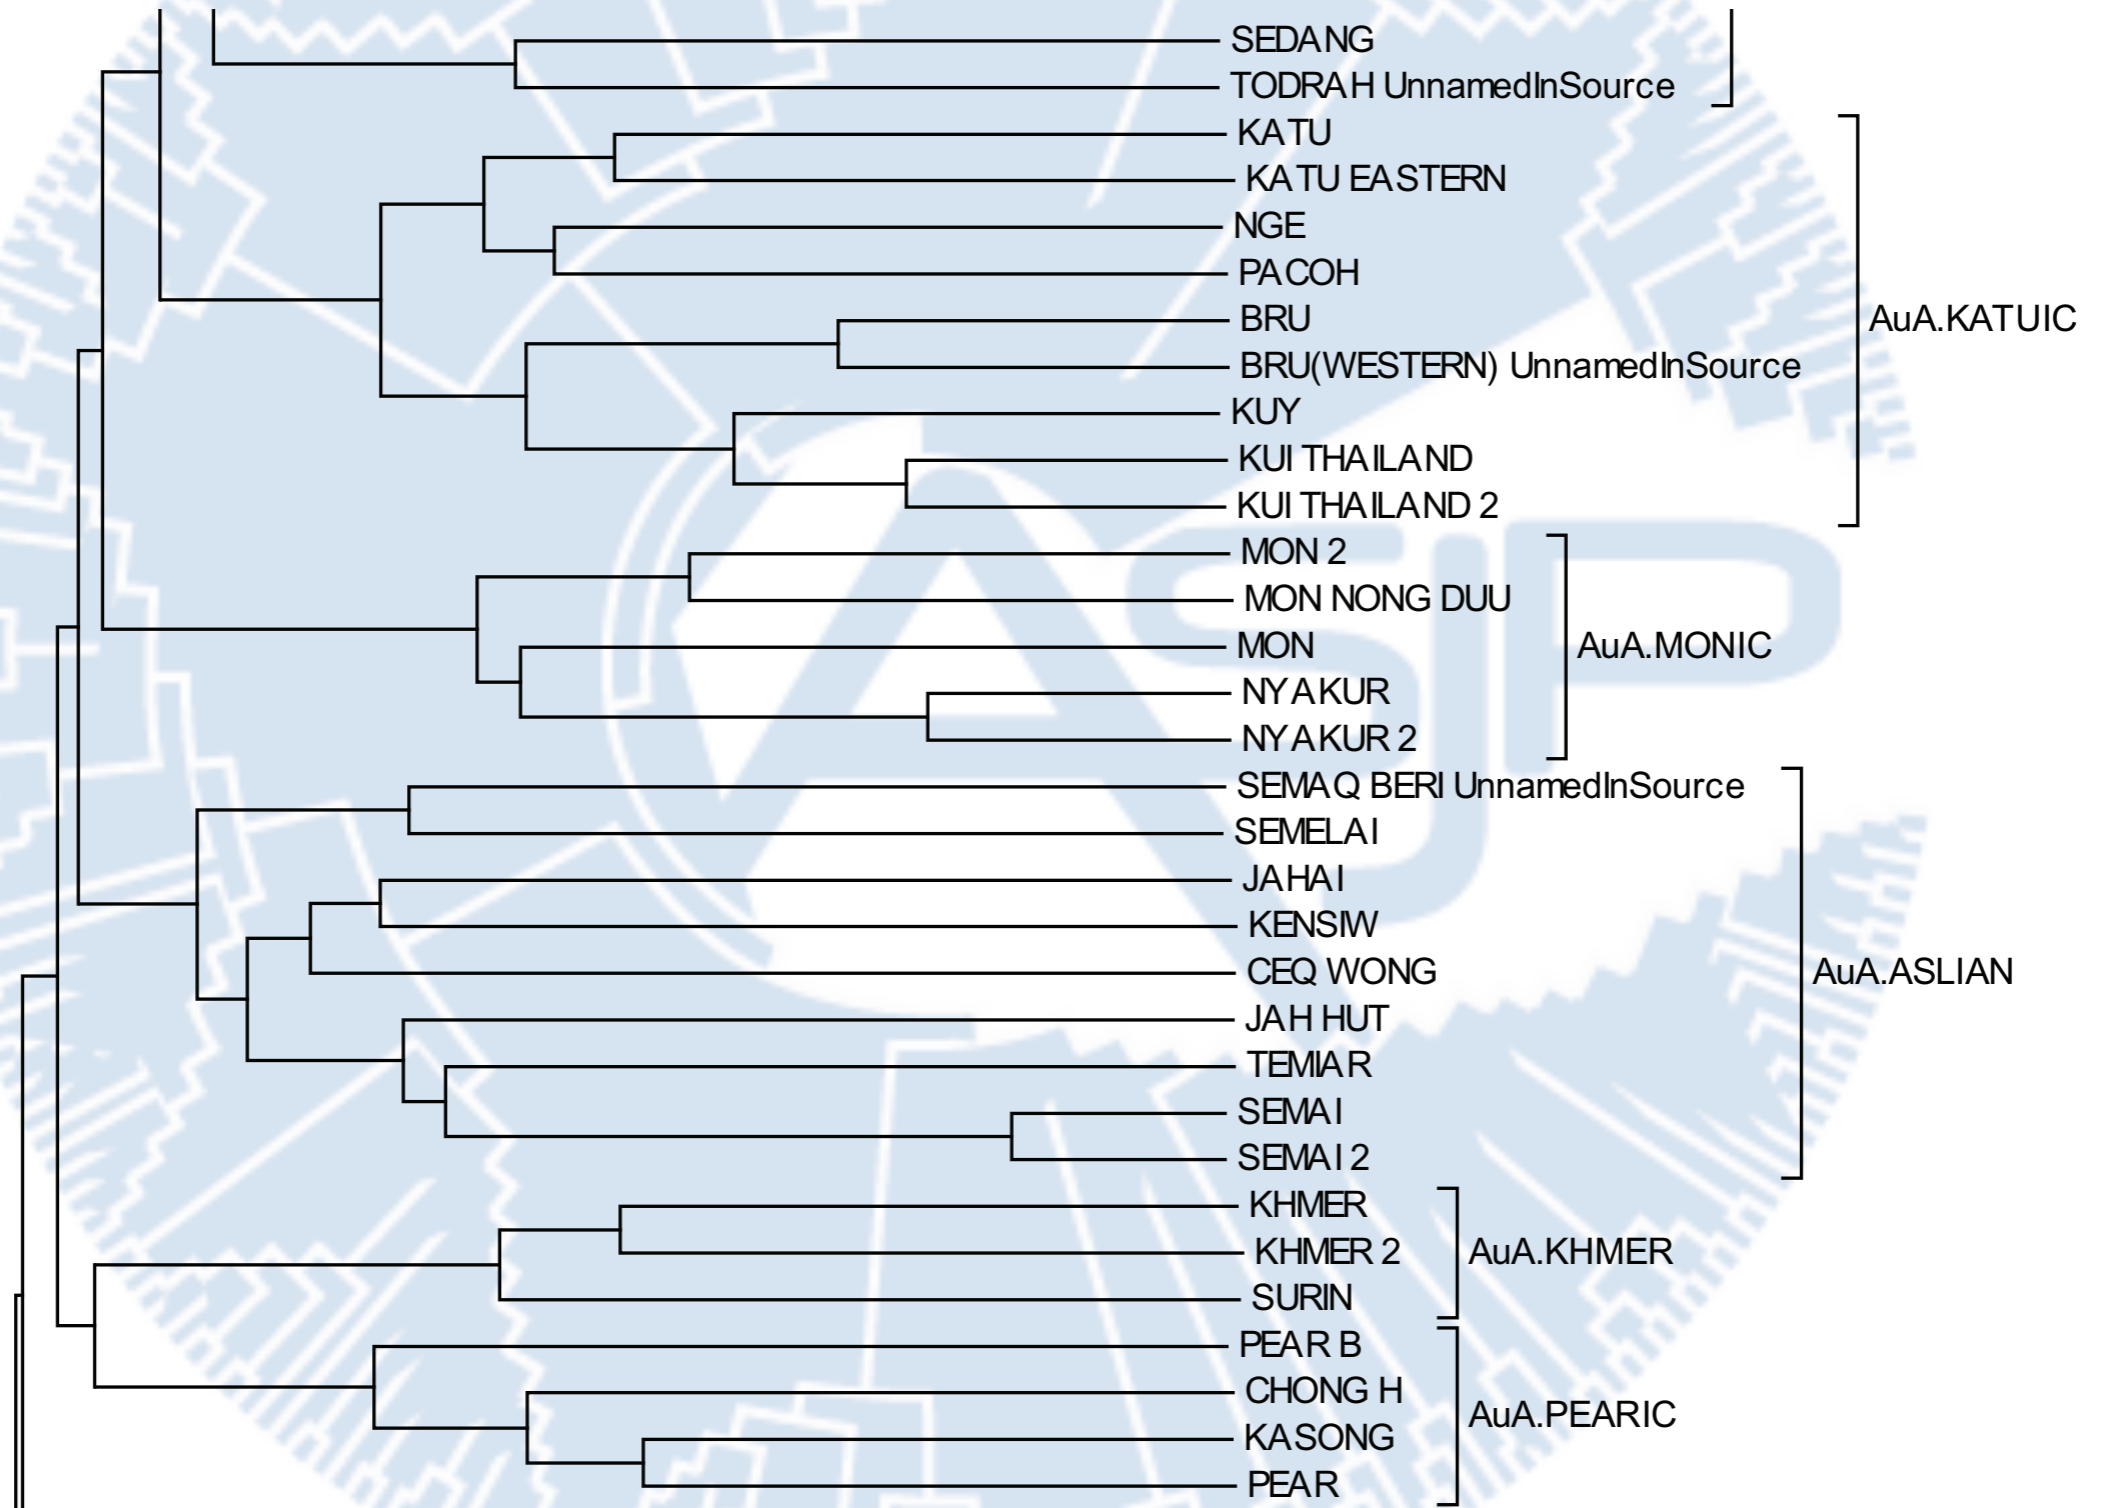 SEDANG
TODRAH UnnamedInSource
KATU
KATU EASTERN
NGE
PACOH
BRU
AuA.KATUIC
BRU(WESTERN) UnnamedInSource
KUY
KUI THAILAND
KUI THAILAND 2
MON 2
MON NONG DUU
MON
AuA.MONIC
NYAKUR
NYAKUR 2
SEMAQ BERI UnnamedInSource
SEMELAI
JAHAI
KENSIW
CEQ WONG
AuA.ASLIAN
JAH HUT
TEMIAR
SEMAI
SEMAI 2
KHMER
KHMER 2
AuA.KHMER
SURIN
PEAR B
CHONG H
AuA.PEARIC
KASONG
PEAR
ASJP